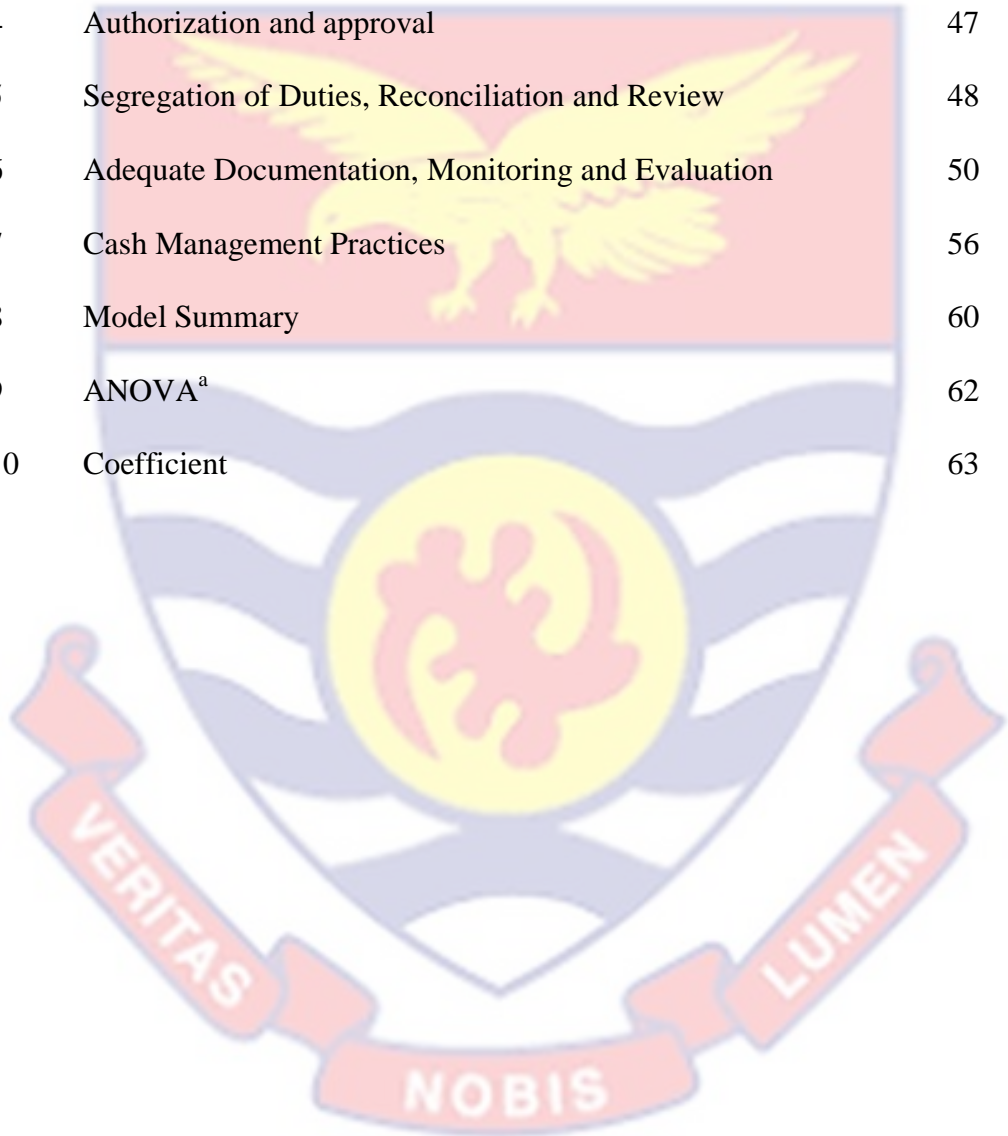 Authorization and approval 47
Segregation of Duties, Reconciliation and Review 48
Adequate Documentation, Monitoring and Evaluation 50
Cash Management Practices 56
Model Summary 60
ANOVAᵃ 62
0 Coefficient 63
VERITAS
NOBIS
LUMEN